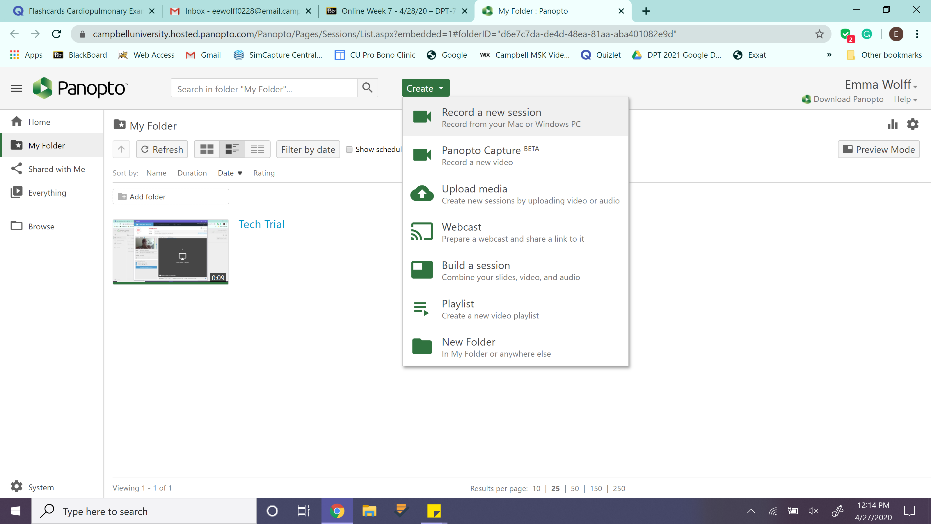 Flashcards Cardiopulmonary Exam
Inbox - eewolff0228@email.camp
Online Week 7 - 4/28/20 – DPT-
My Folder | Panopto
campbelluniversity.hosted.panopto.com/Panopto/Pages/Sessions/List.aspx?embedded=1#folderID="d6e7c7da-de4d-48ea-81aa-aba401082e9d"
Apps
BlackBoard
Web Access
Gmail
SimCapture Central...
CU Pro Bono Clinic
Google
Campbell MSK Vide...
Quizlet
DPT 2021 Google D...
Exxat
»
Other bookmarks
Panopto
Search in folder "My Folder"...
Create
Emma Wolff
Download Panopto
Help
Home
My Folder
Shared with Me
Everything
Browse
System
My Folder
Refresh
Filter by date
Show schedul
Preview Mode
Sort by:
Name
Duration
Date
Rating
Add folder
0:09
Tech Trial
Record a new session
Record from your Mac or Windows PC
Panopto Capture BETA
Record a new video
Upload media
Create new sessions by uploading video or audio
Webcast
Prepare a webcast and share a link to it
Build a session
Combine your slides, video, and audio
Playlist
Create a new video playlist
New Folder
In My Folder or anywhere else
Viewing 1 - 1 of 1
Results per page: 10 | 25 | 50 | 150 | 250
Type here to search
12:14 PM
4/27/2020